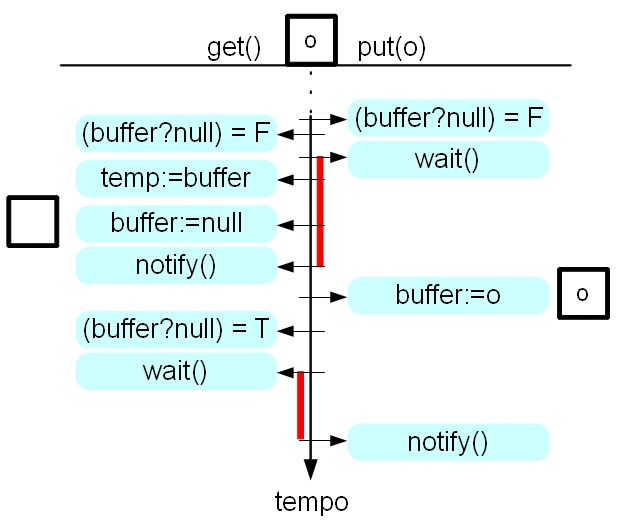 get() o put(o)
(buffer?null) = F
(buffer?null) = F
wait()
temp:=buffer
buffer:=null
notify()
buffer:=o o
(buffer?null) = T
wait()
notify()
tempo